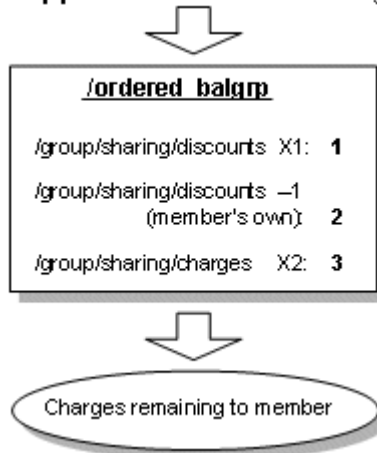 /ordered_balgrp
/group/sharing/discounts X1: 1
/group/sharing/discounts –1
(member's own): 2
/group/sharing/charges X2: 3
Charges remaining to member